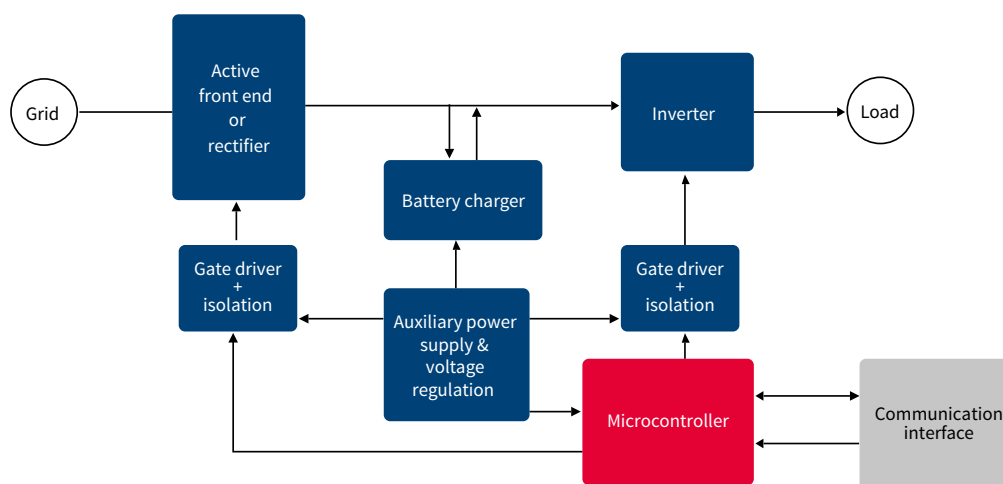 Grid
Active
front end
or
rectifier
Inverter
Load
Battery charger
Gate driver
+
isolation
Auxiliary power
supply &
voltage
regulation
Gate driver
+
isolation
Microcontroller
Communication
interface